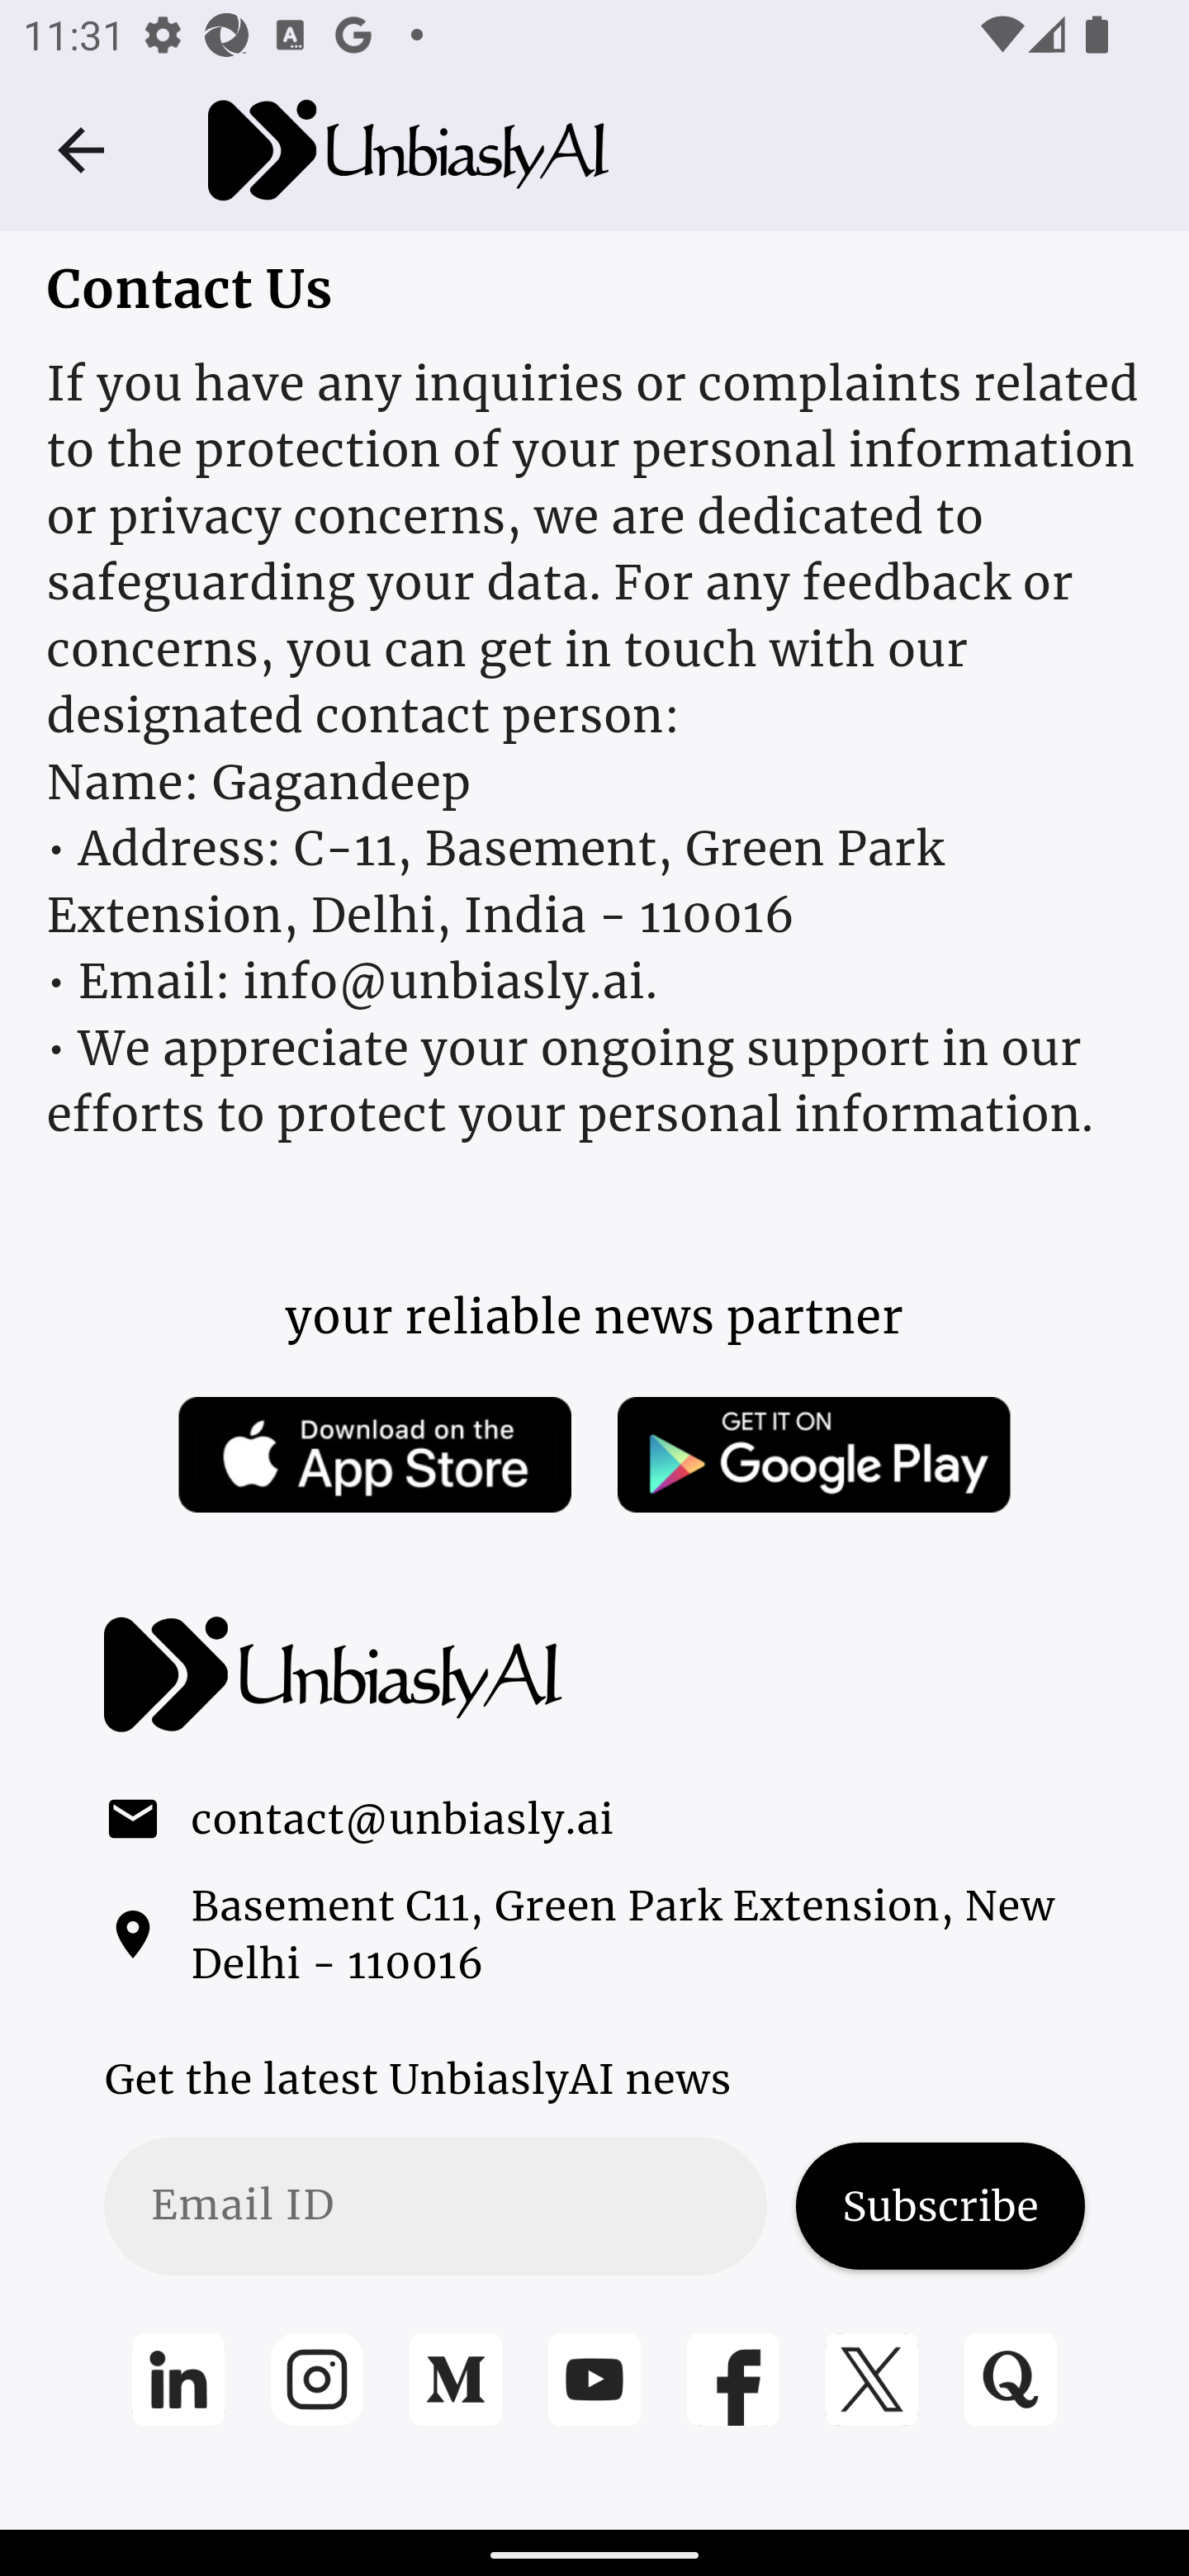 11:31
UnbiaslyAI
Contact Us
If you have any inquiries or complaints related
to the protection of your personal information
or privacy concerns, we are dedicated to
safeguarding your data. For any feedback or
concerns, you can get in touch with our
designated contact person:
Name: Gagandeep
• Address: C-11, Basement, Green Park
Extension, Delhi, India - 110016
• Email: info@unbiasly.ai.
• We appreciate your ongoing support in our
efforts to protect your personal information.
your reliable news partner
Download on the
App Store
GET IT ON
Google Play
UnbiaslyAI
contact@unbiasly.ai
Basement C11, Green Park Extension, New
Delhi - 110016
Get the latest UnbiaslyAI news
Email ID
Subscribe